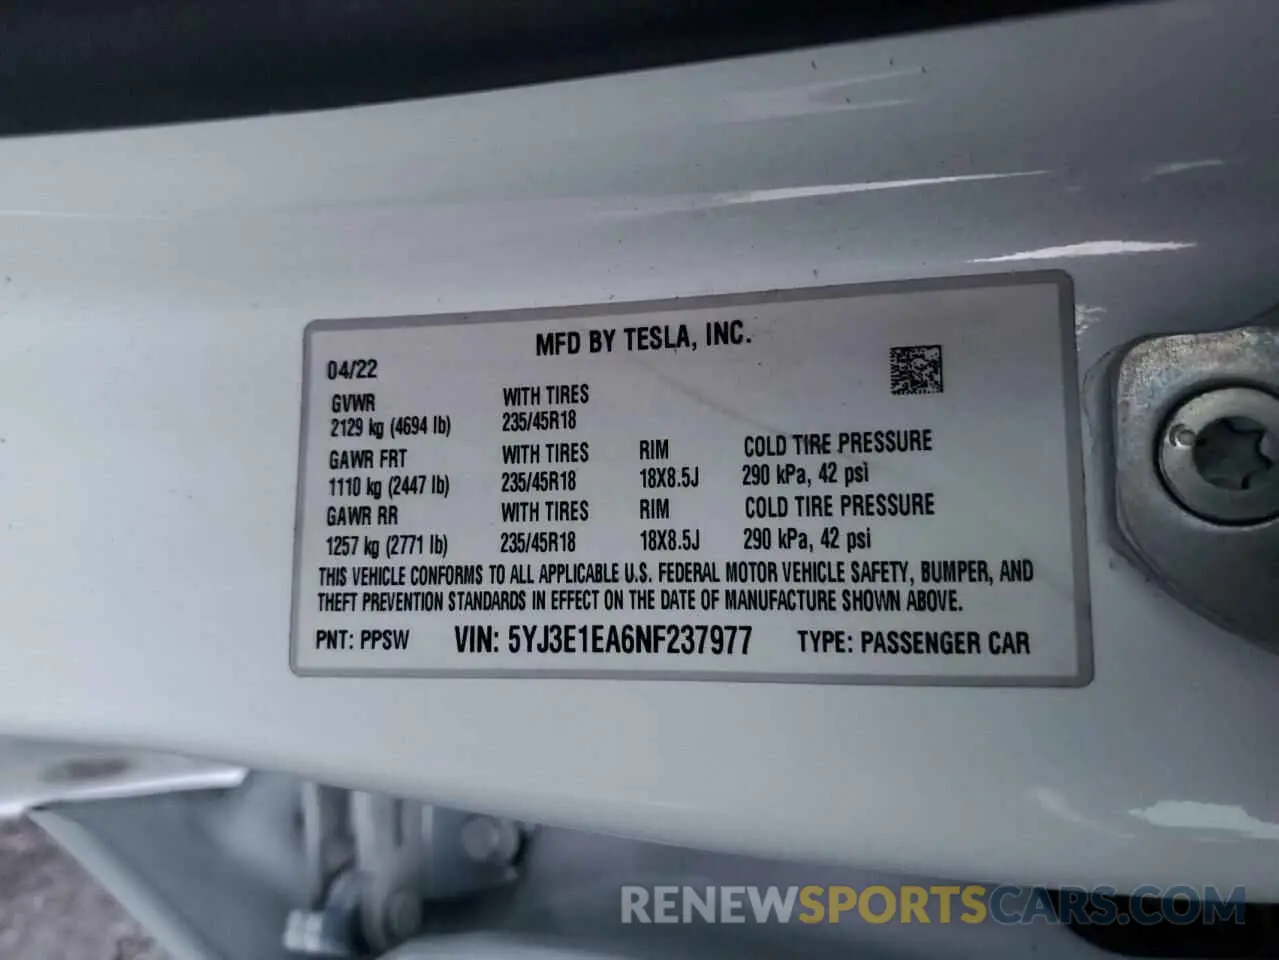 MFD BY TESLA, INC.
04/22
GVWR WITH TIRES
2129 kg (4694 lb) 235/45R18
GAWR FRT WITH TIRES RIM COLD TIRE PRESSURE
1110 kg (2447 lb) 235/45R18 18X8.5J 290 kPa, 42 psi
GAWR RR WITH TIRES RIM COLD TIRE PRESSURE
1257 kg (2771 lb) 235/45R18 18X8.5J 290 kPa, 42 psi
THIS VEHICLE CONFORMS TO ALL APPLICABLE U.S. FEDERAL MOTOR VEHICLE SAFETY, BUMPER, AND
THEFT PREVENTION STANDARDS IN EFFECT ON THE DATE OF MANUFACTURE SHOWN ABOVE.
PNT: PPSW VIN: 5YJ3E1EA6NF237977 TYPE: PASSENGER CAR
RENEWSPORTSCARS.COM